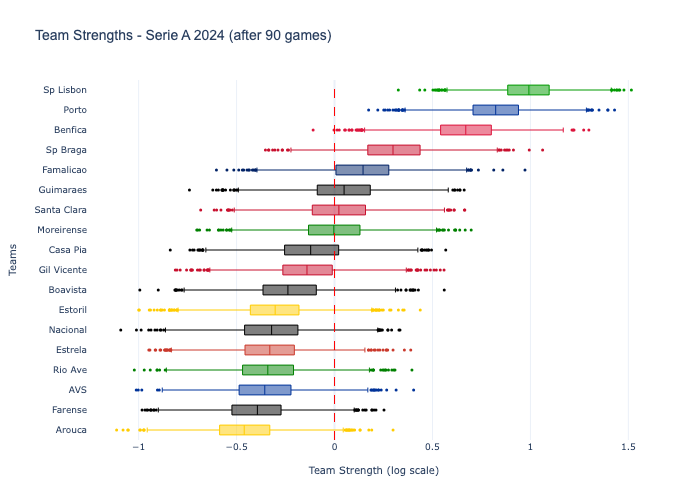 Team Strengths - Serie A 2024 (after 90 games)
Sp Lisbon
Porto
Benfica
Sp Braga
Famalicao
Guimaraes
Santa Clara
Moreirense
Casa Pia
Gil Vicente
Boavista
Estoril
Nacional
Estrela
Rio Ave
AVS
Farense
Arouca
Teams
−1
−0.5
0
0.5
1
1.5
Team Strength (log scale)